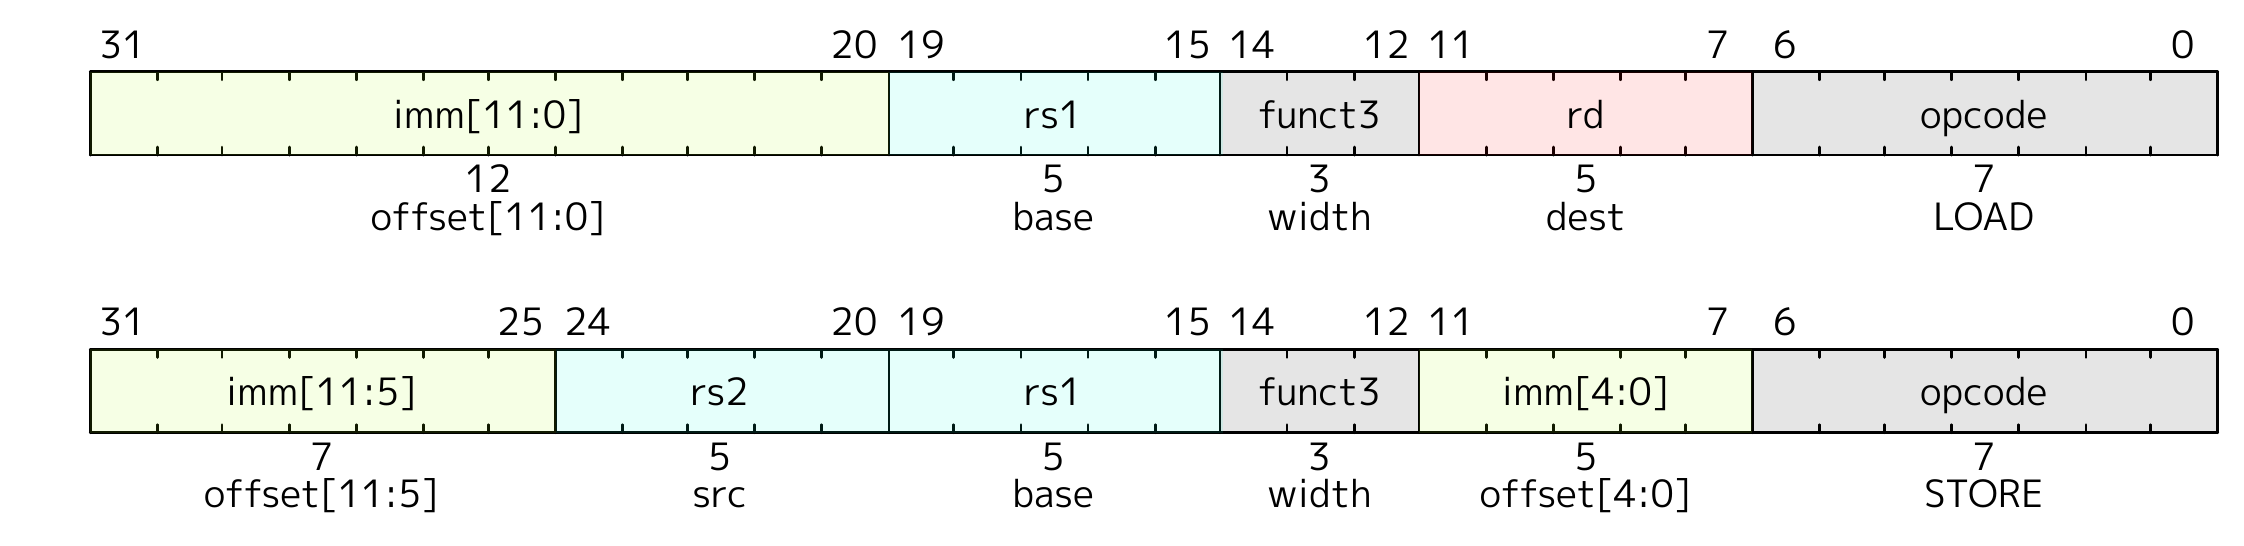 31 20 19 15 14 12 11 7 6 0
imm[11:0] rs1 funct3 rd opcode
12 5 3 5 7
offset[11:0] base width dest LOAD
31 25 24 20 19 15 14 12 11 7 6 0
imm[11:5] rs2 rs1 funct3 imm[4:0] opcode
7 5 5 3 5 7
offset[11:5] src base width offset[4:0] STORE